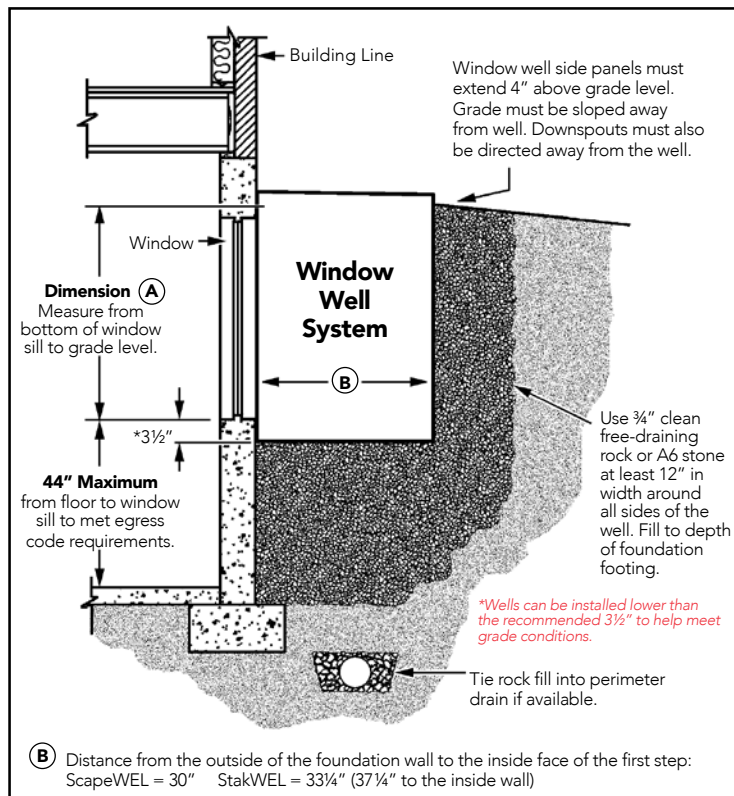 Building Line
Window well side panels must
extend 4” above grade level.
Grade must be sloped away
from well. Downspouts must also
be directed away from the well.
Window
Dimension A
Measure from
bottom of window
sill to grade level.
Window
Well
System
B
*3½”
44” Maximum
from floor to window
sill to met egress
code requirements.
Use ¾” clean
free-draining
rock or A6 stone
at least 12” in
width around
all sides of the
well. Fill to depth
of foundation
footing.
*Wells can be installed lower than
the recommended 3½” to help meet
grade conditions.
Tie rock fill into perimeter
drain if available.
B Distance from the outside of the foundation wall to the inside face of the first step:
ScapeWEL = 30” StakWEL = 33¼” (37¼” to the inside wall)